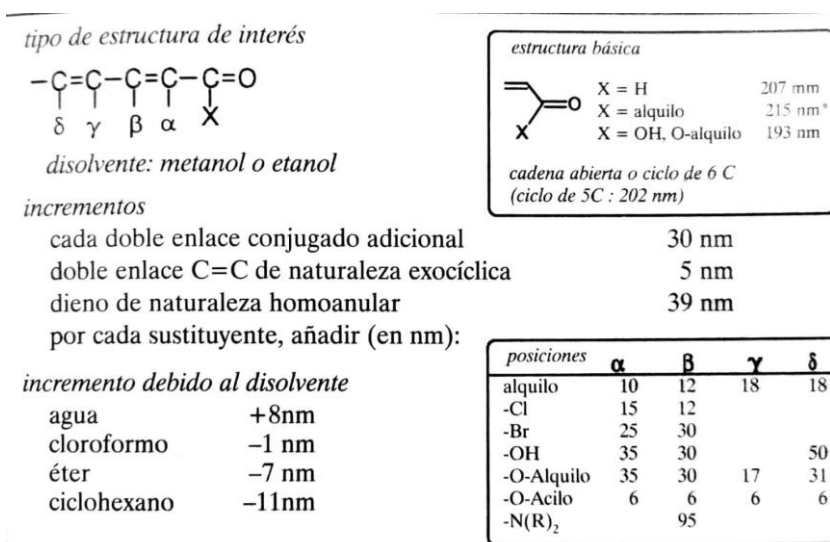 tipo de estructura de interés
–C=C–C=C–C=O
δ γ β α X
disolvente: metanol o etanol
estructura básica
O
X
X = H 207 mm
X = alquilo 215 nm*
X = OH, O-alquilo 193 nm
cadena abierta o ciclo de 6 C
(ciclo de 5C : 202 nm)
incrementos
cada doble enlace conjugado adicional 30 nm
doble enlace C=C de naturaleza exocíclica 5 nm
dieno de naturaleza homoanular 39 nm
por cada sustituyente, añadir (en nm):
incremento debido al disolvente
agua +8nm
cloroformo –1 nm
éter –7 nm
ciclohexano –11nm
posiciones α β γ δ
alquilo 10 12 18 18
-Cl 15 12
-Br 25 30
-OH 35 30 50
-O-Alquilo 35 30 17 31
-O-Acilo 6 6 6 6
-N(R)₂ 95